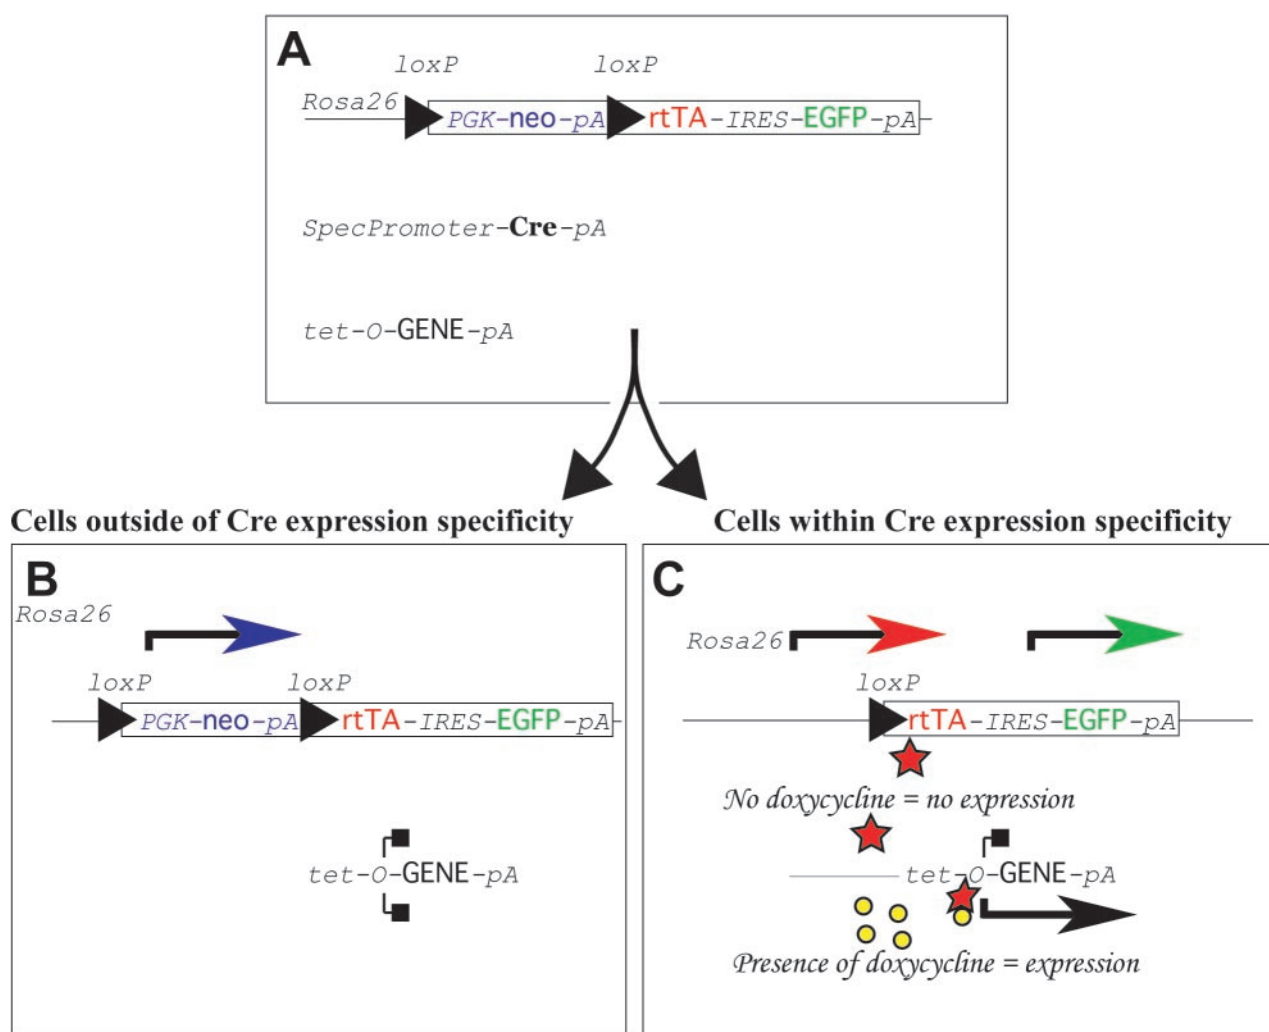 A
loxP loxP
Rosa26
PGK-neo-pA rtTA-IRES-EGFP-pA
SpecPromoter-Cre-pA
tet-O-GENE-pA
Cells outside of Cre expression specificity
B
Rosa26
loxP loxP
PGK-neo-pA rtTA-IRES-EGFP-pA
tet-O-GENE-pA
Cells within Cre expression specificity
C
Rosa26
loxP
rtTA-IRES-EGFP-pA
No doxycycline = no expression
tet-O-GENE-pA
Presence of doxycycline = expression